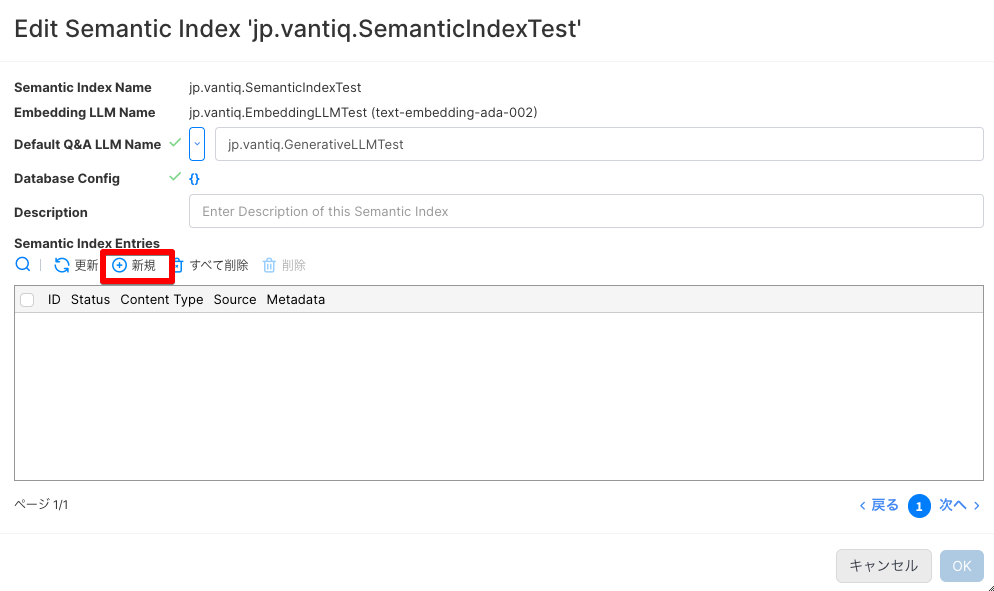 Edit Semantic Index 'jp.vantiq.SemanticIndexTest'
Semantic Index Name jp.vantiq.SemanticIndexTest
Embedding LLM Name jp.vantiq.EmbeddingLLMTest (text-embedding-ada-002)
Default Q&A LLM Name jp.vantiq.GenerativeLLMTest
Database Config {}
Description Enter Description of this Semantic Index
Semantic Index Entries
更新 新規 すべて削除 削除
ID Status Content Type Source Metadata
ページ 1/1 < 戻る 1 次へ >
キャンセル OK